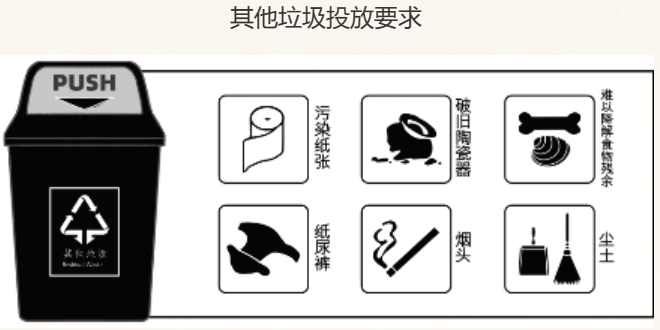 其他垃圾投放要求
PUSH
污染纸张
破旧陶瓷器
难以降解食物残余
其他垃圾
Residual Waste
纸尿裤
烟头
尘土